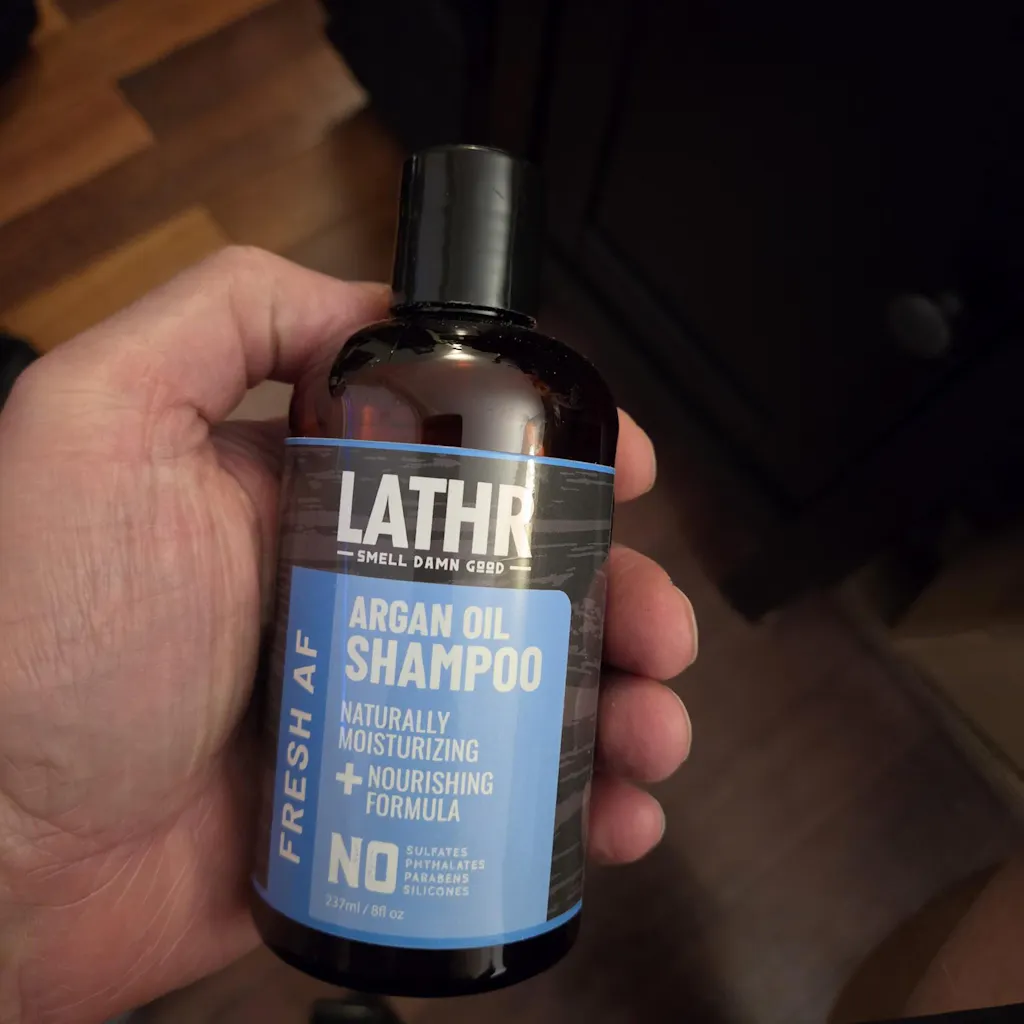 LATHR
SMELL DAMN GOOD
FRESH AF
ARGAN OIL
SHAMPOO
NATURALLY
MOISTURIZING
+ NOURISHING
FORMULA
NO
SULFATES
PHTHALATES
PARABENS
SILICONES
237ml / 8fl oz